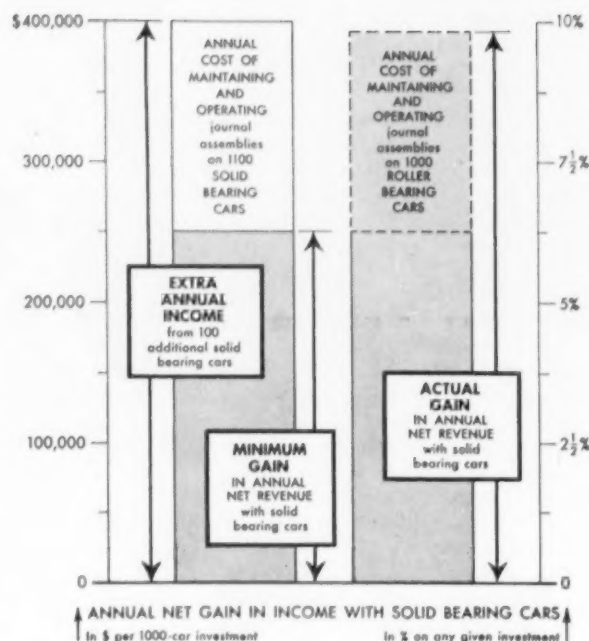 $400,000
300,000
200,000
100,000
0
ANNUAL
COST OF
MAINTAINING
AND
OPERATING
journal
assemblies
on 1100
SOLID
BEARING
CARS
ANNUAL
COST OF
MAINTAINING
AND
OPERATING
journal
assemblies
on 1000
ROLLER
BEARING
CARS
10%
7 1/2%
5%
2 1/2%
0
EXTRA
ANNUAL
INCOME
from 100
additional solid
bearing cars
MINIMUM
GAIN
IN ANNUAL
NET REVENUE
with solid
bearing cars
ACTUAL
GAIN
IN ANNUAL
NET REVENUE
with solid
bearing cars
ANNUAL NET GAIN IN INCOME WITH SOLID BEARING CARS
In $ per 1000-car investment
In % on any given investment